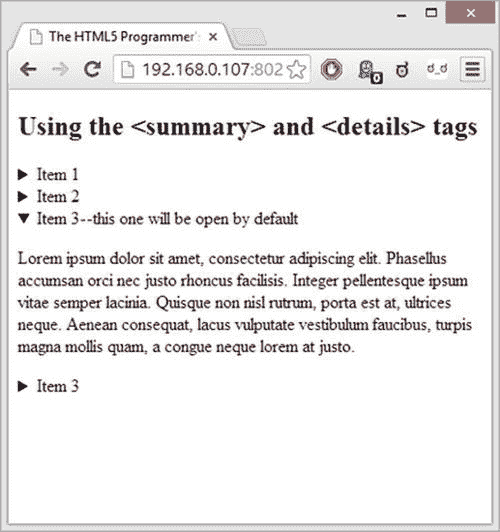 The HTML5 Programmer's
192.168.0.107:802
0
Using the <summary> and <details> tags
Item 1
Item 2
Item 3--this one will be open by default
Lorem ipsum dolor sit amet, consectetur adipiscing elit. Phasellus
accumsan orci nec justo rhoncus facilisis. Integer pellentesque ipsum
vitae semper lacinia. Quisque non nisl rutrum, porta est at, ultrices
neque. Aenean consequat, lacus vulputate vestibulum faucibus, turpis
magna mollis quam, a congue neque lorem at justo.
Item 3